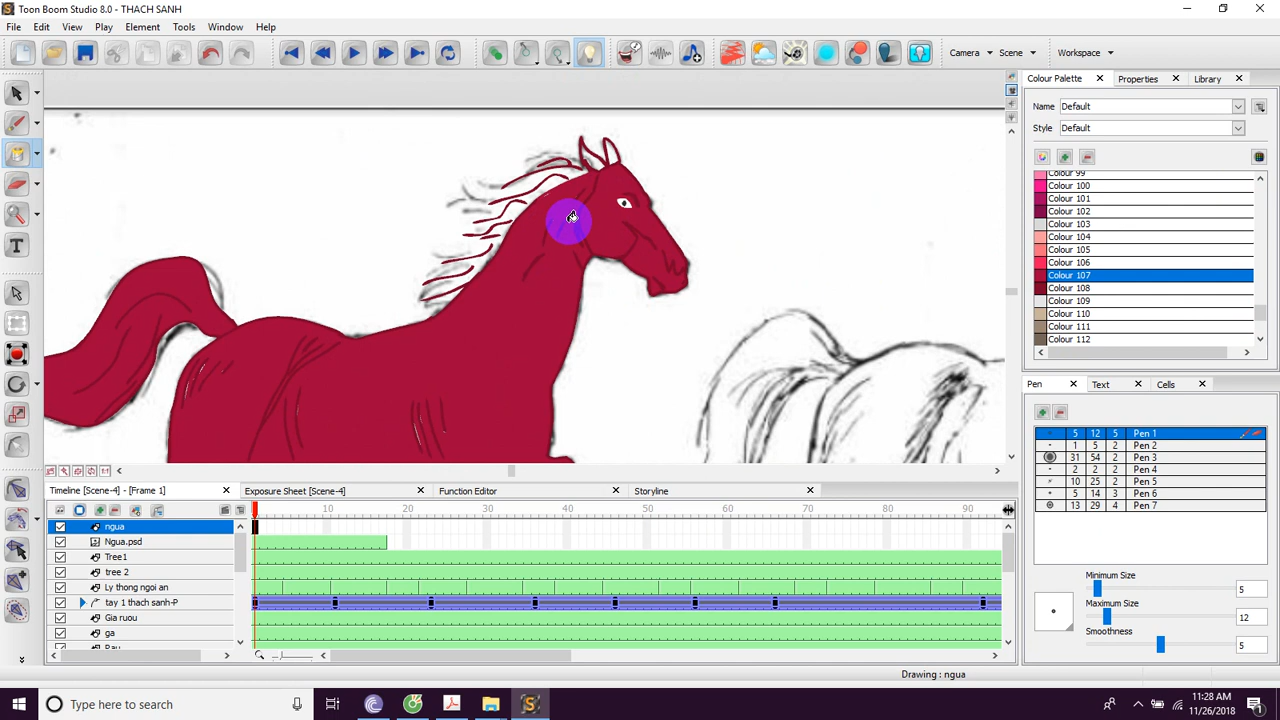 Toon Boom Studio 8.0 - THACH SANH
File Edit View Play Element Tools Window Help
Camera Scene Workspace
Colour Palette Properties Library
Name Default
Style Default
Colour 99
Colour 100
Colour 101
Colour 102
Colour 103
Colour 104
Colour 105
Colour 106
Colour 107
Colour 108
Colour 109
Colour 110
Colour 111
Colour 112
Pen Text Cells
5 12 5 Pen 1
1 5 2 Pen 2
31 54 2 Pen 3
2 2 2 Pen 4
10 25 2 Pen 5
5 14 3 Pen 6
13 29 4 Pen 7
Minimum Size 5
Maximum Size 12
Smoothness 5
Timeline [Scene-4] - [Frame 1] Exposure Sheet [Scene-4] Function Editor Storyline
10 20 30 40 50 60 70 80 90
ngua
Ngua.psd
Tree1
tree 2
Ly thong ngoi an
tay 1 thach sanh-P
Gia ruou
ga
Drawing : ngua
Type here to search
11:28 AM
11/26/2018